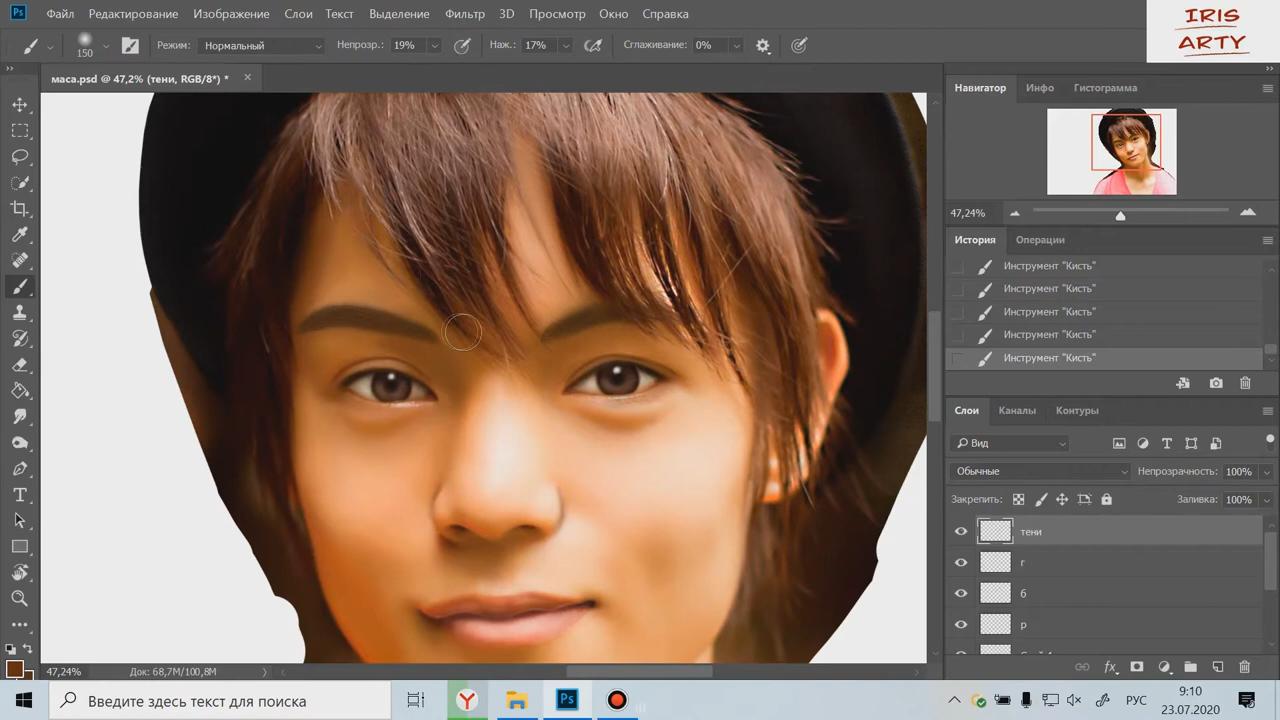 Ps Файл Редактирование Изображение Слои Текст Выделение Фильтр 3D Просмотр Окно Справка
IRIS
ARTY
150 Режим: Нормальный Непрозр.: 19% Наж.: 17% Сглаживание: 0%
маса.psd @ 47,2% (тени, RGB/8*) *
Навигатор Инфо Гистограмма
47,24%
История Операции
Инструмент "Кисть"
Инструмент "Кисть"
Инструмент "Кисть"
Инструмент "Кисть"
Инструмент "Кисть"
Слои Каналы Контуры
Вид
Обычные Непрозрачность: 100%
Закрепить: Заливка: 100%
тени
г
б
р
47,24% Док: 68,7M/100,8M
Введите здесь текст для поиска
Y Ps
РУС
9:10
23.07.2020